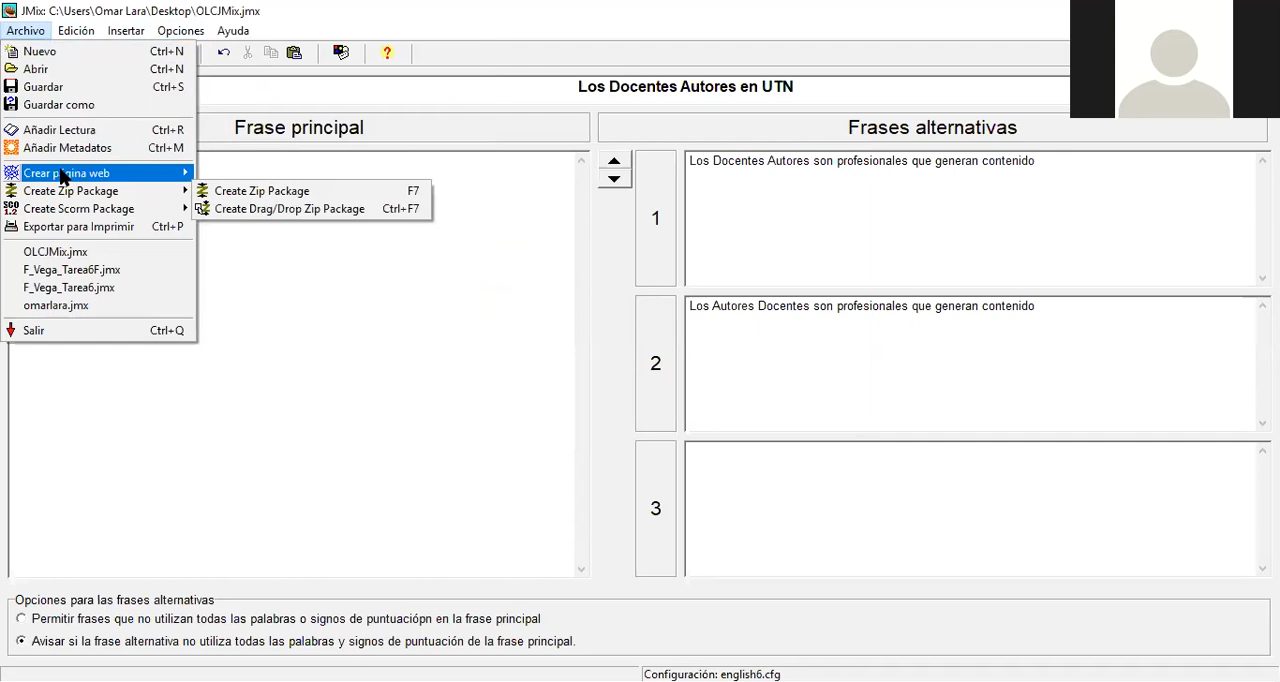 JMix: C:\Users\Omar Lara\Desktop\OLCJMix.jmx
Archivo Edición Insertar Opciones Ayuda
Nuevo Ctrl+N
Abrir Ctrl+N
Guardar Ctrl+S
Guardar como
Añadir Lectura Ctrl+R
Añadir Metadatos Ctrl+M
Crear página web
Create Zip Package
Create Scorm Package
Exportar para Imprimir Ctrl+P
OLCJMix.jmx
F_Vega_Tarea6F.jmx
F_Vega_Tarea6.jmx
omarlara.jmx
Salir Ctrl+Q
Create Zip Package F7
Create Drag/Drop Zip Package Ctrl+F7
SCO
1.2
?
Los Docentes Autores en UTN
Frase principal
Frases alternativas
1
Los Docentes Autores son profesionales que generan contenido
2
Los Autores Docentes son profesionales que generan contenido
3
Opciones para las frases alternativas
Permitir frases que no utilizan todas las palabras o signos de puntuaciópn en la frase principal
Avisar si la frase alternativa no utiliza todas las palabras y signos de puntuación de la frase principal.
Configuración: english6.cfg